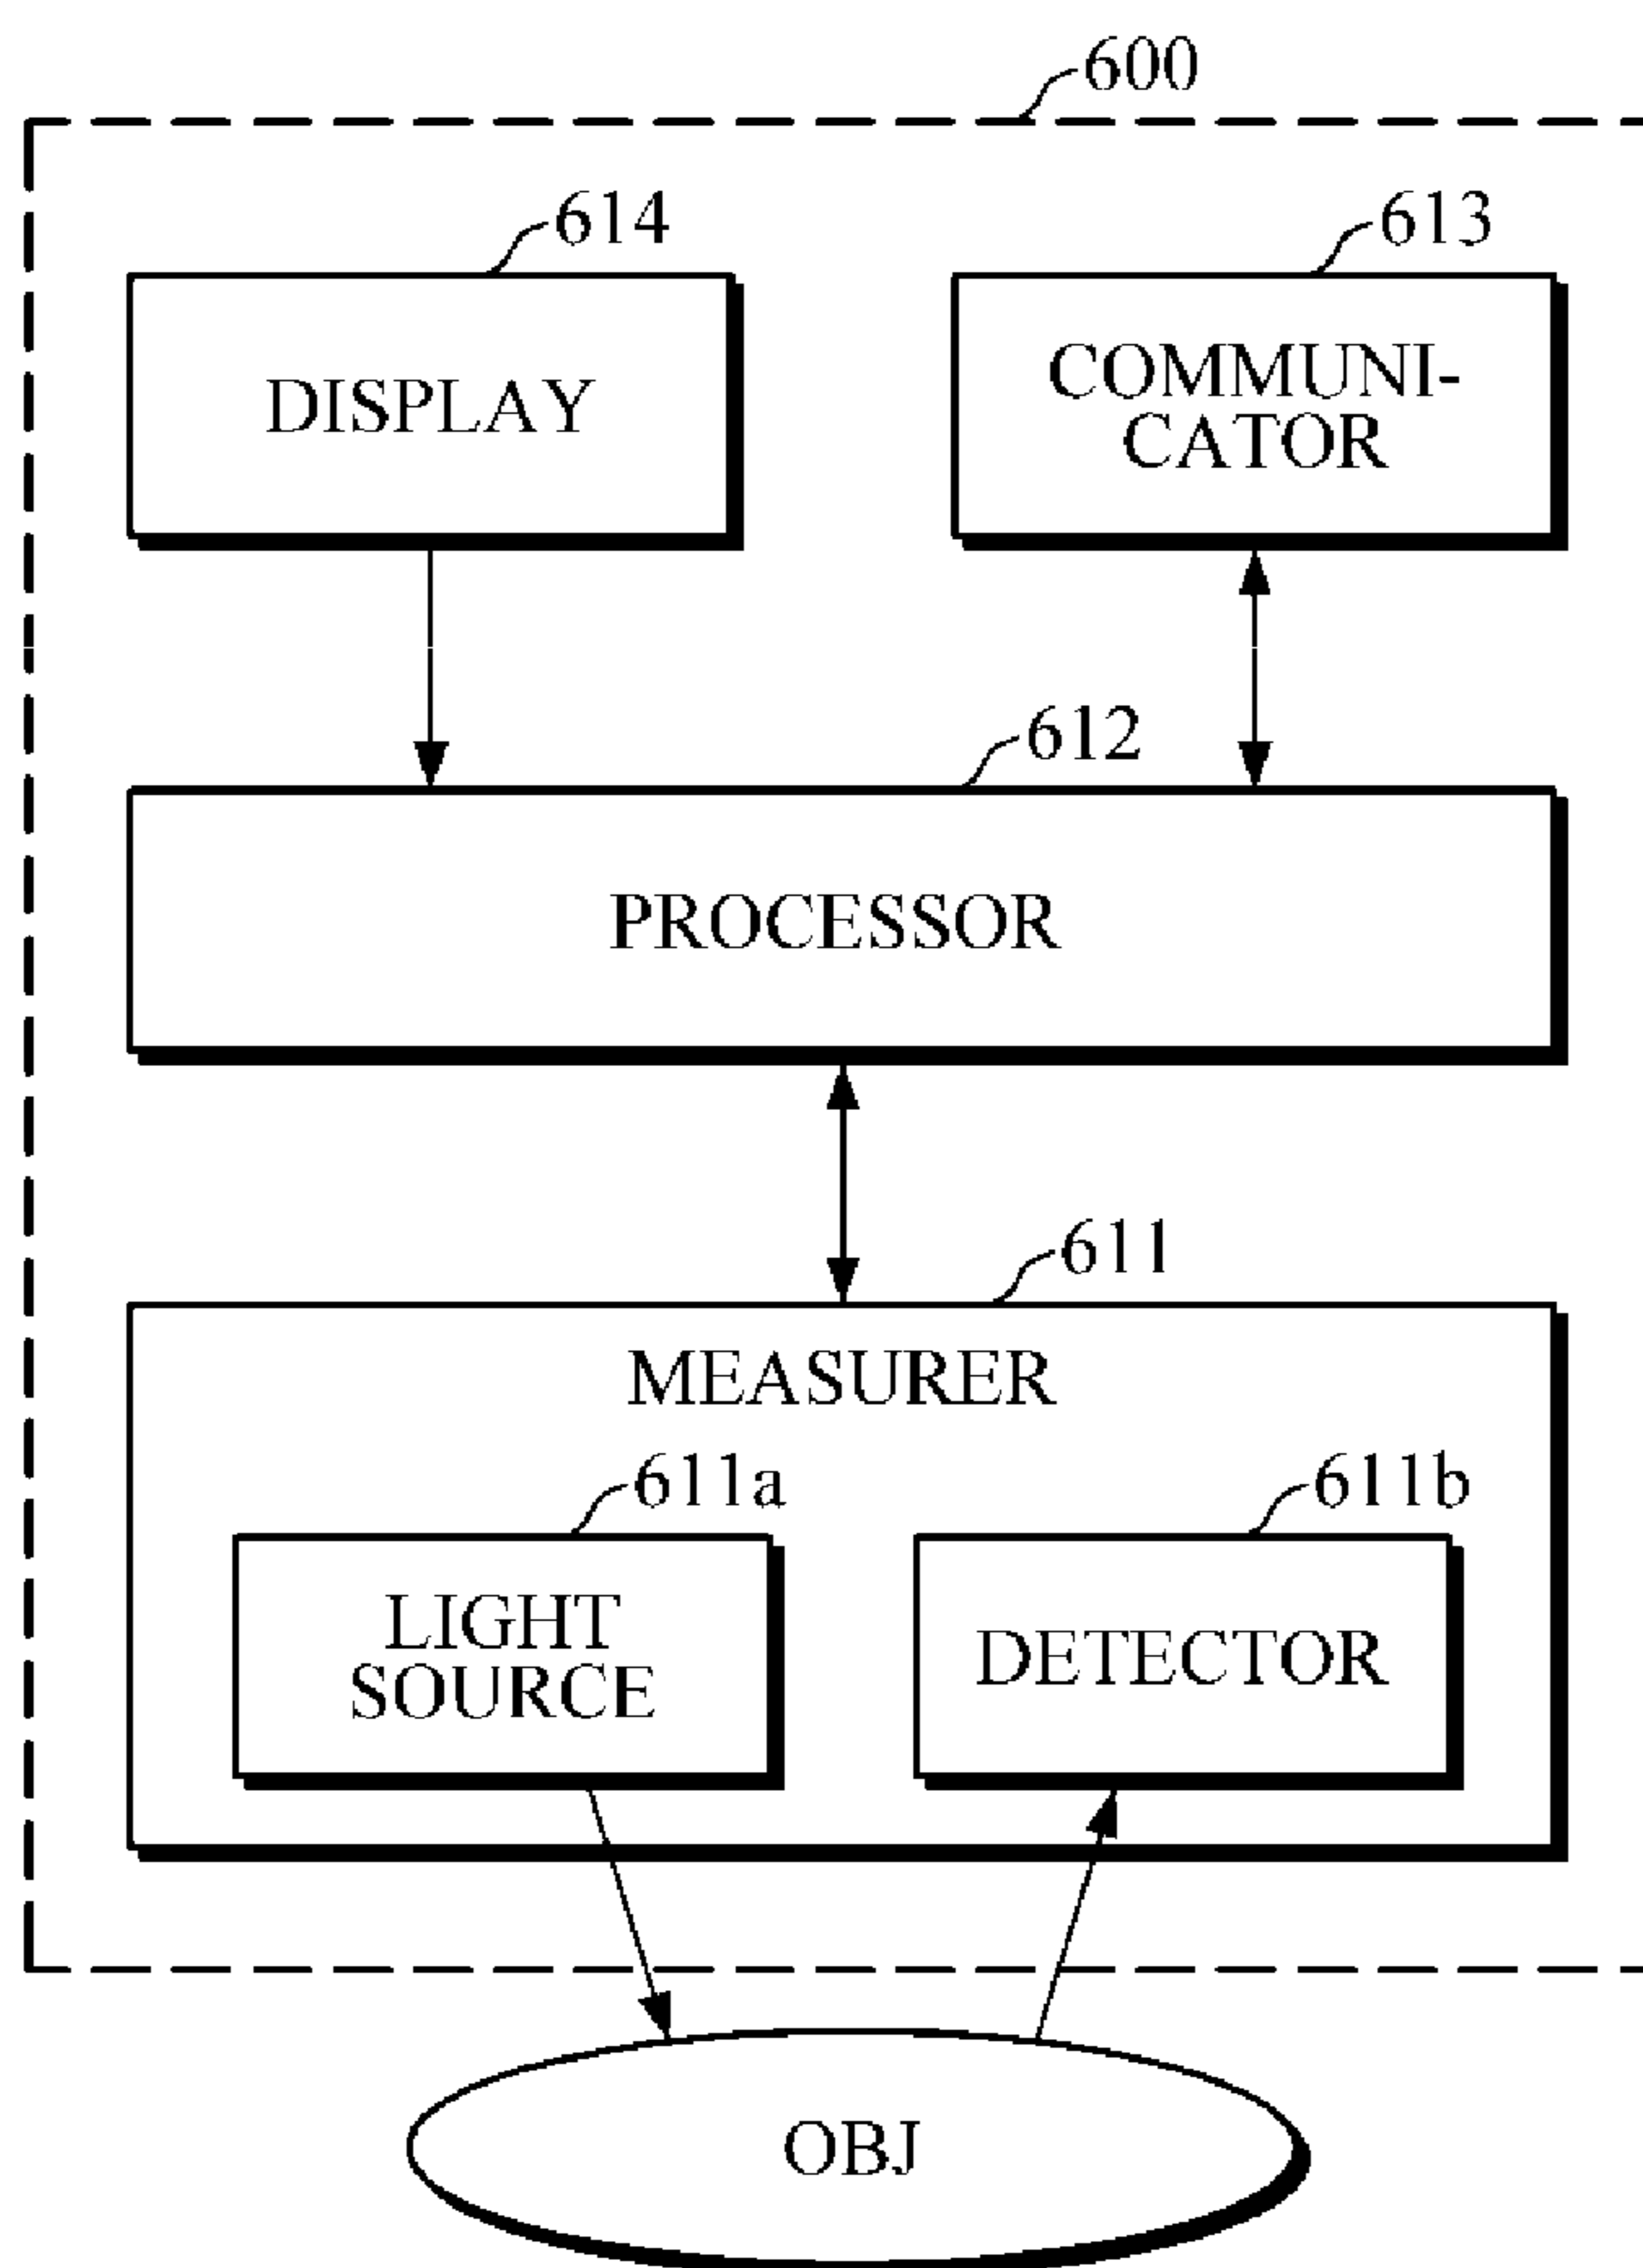 600
614
613
DISPLAY
COMMUNI-
CATOR
612
PROCESSOR
611
MEASURER
611a
611b
LIGHT
SOURCE
DETECTOR
OBJ